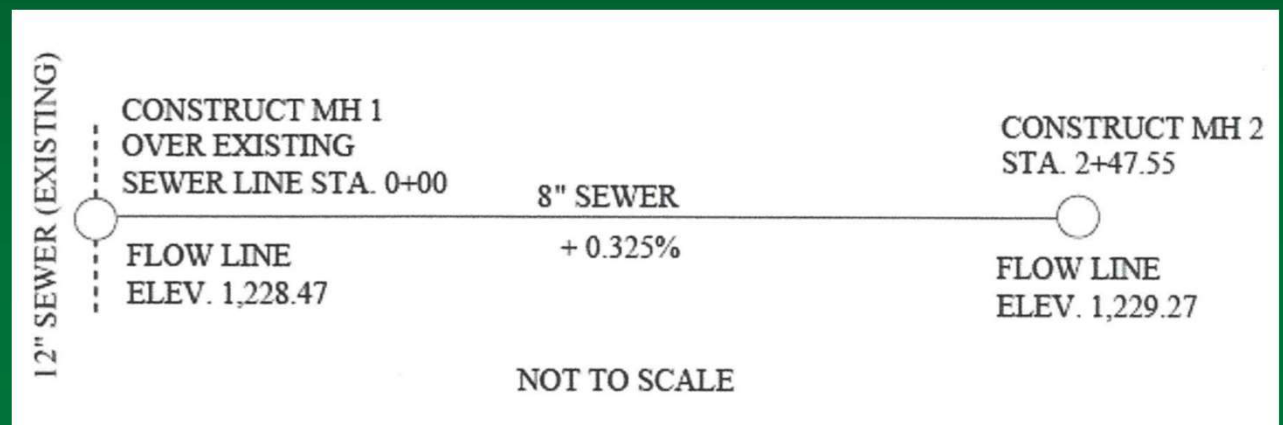 12" SEWER (EXISTING)
CONSTRUCT MH 1
OVER EXISTING
SEWER LINE STA. 0+00
8" SEWER
+ 0.325%
FLOW LINE
ELEV. 1,228.47
CONSTRUCT MH 2
STA. 2+47.55
FLOW LINE
ELEV. 1,229.27
NOT TO SCALE